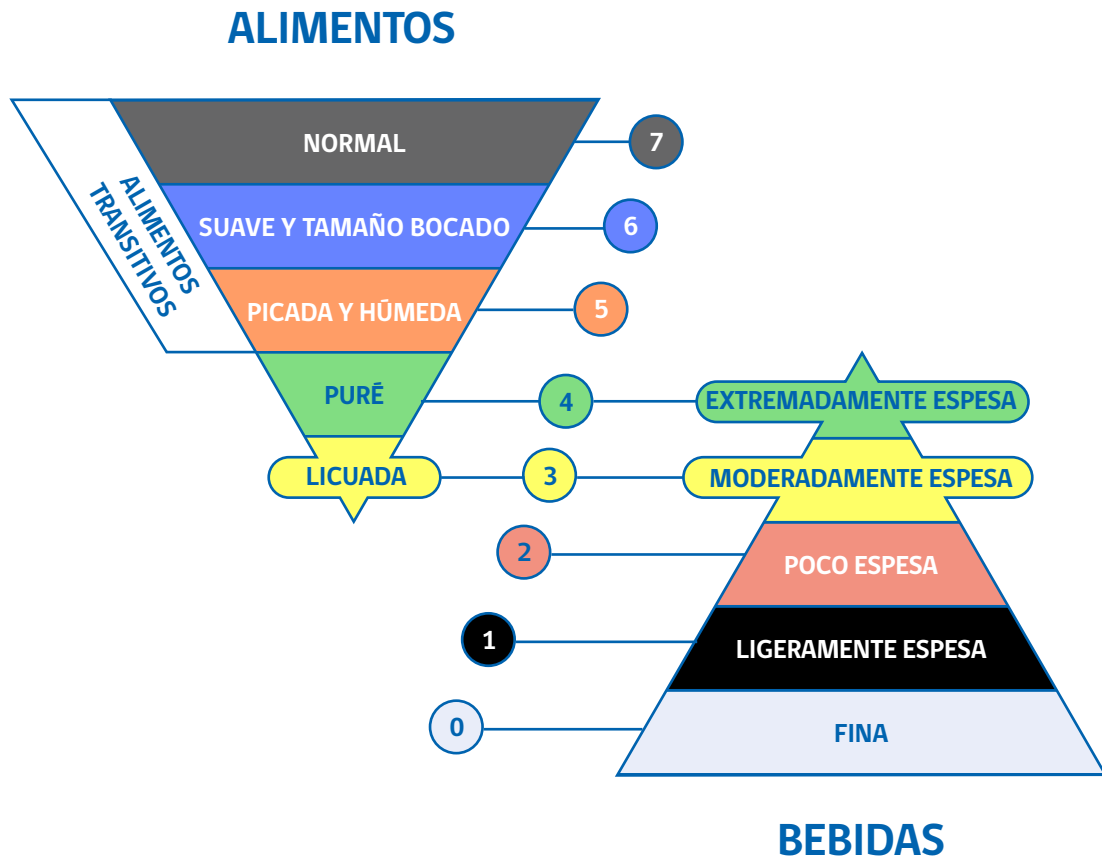 ALIMENTOS
NORMAL
7
ALIMENTOS
TRANSITIVOS
SUAVE Y TAMAÑO BOCADO
6
PICADA Y HÚMEDA
5
PURÉ
4
EXTREMADAMENTE ESPESA
LICUADA
3
MODERADAMENTE ESPESA
2
POCO ESPESA
1
LIGERAMENTE ESPESA
0
FINA
BEBIDAS